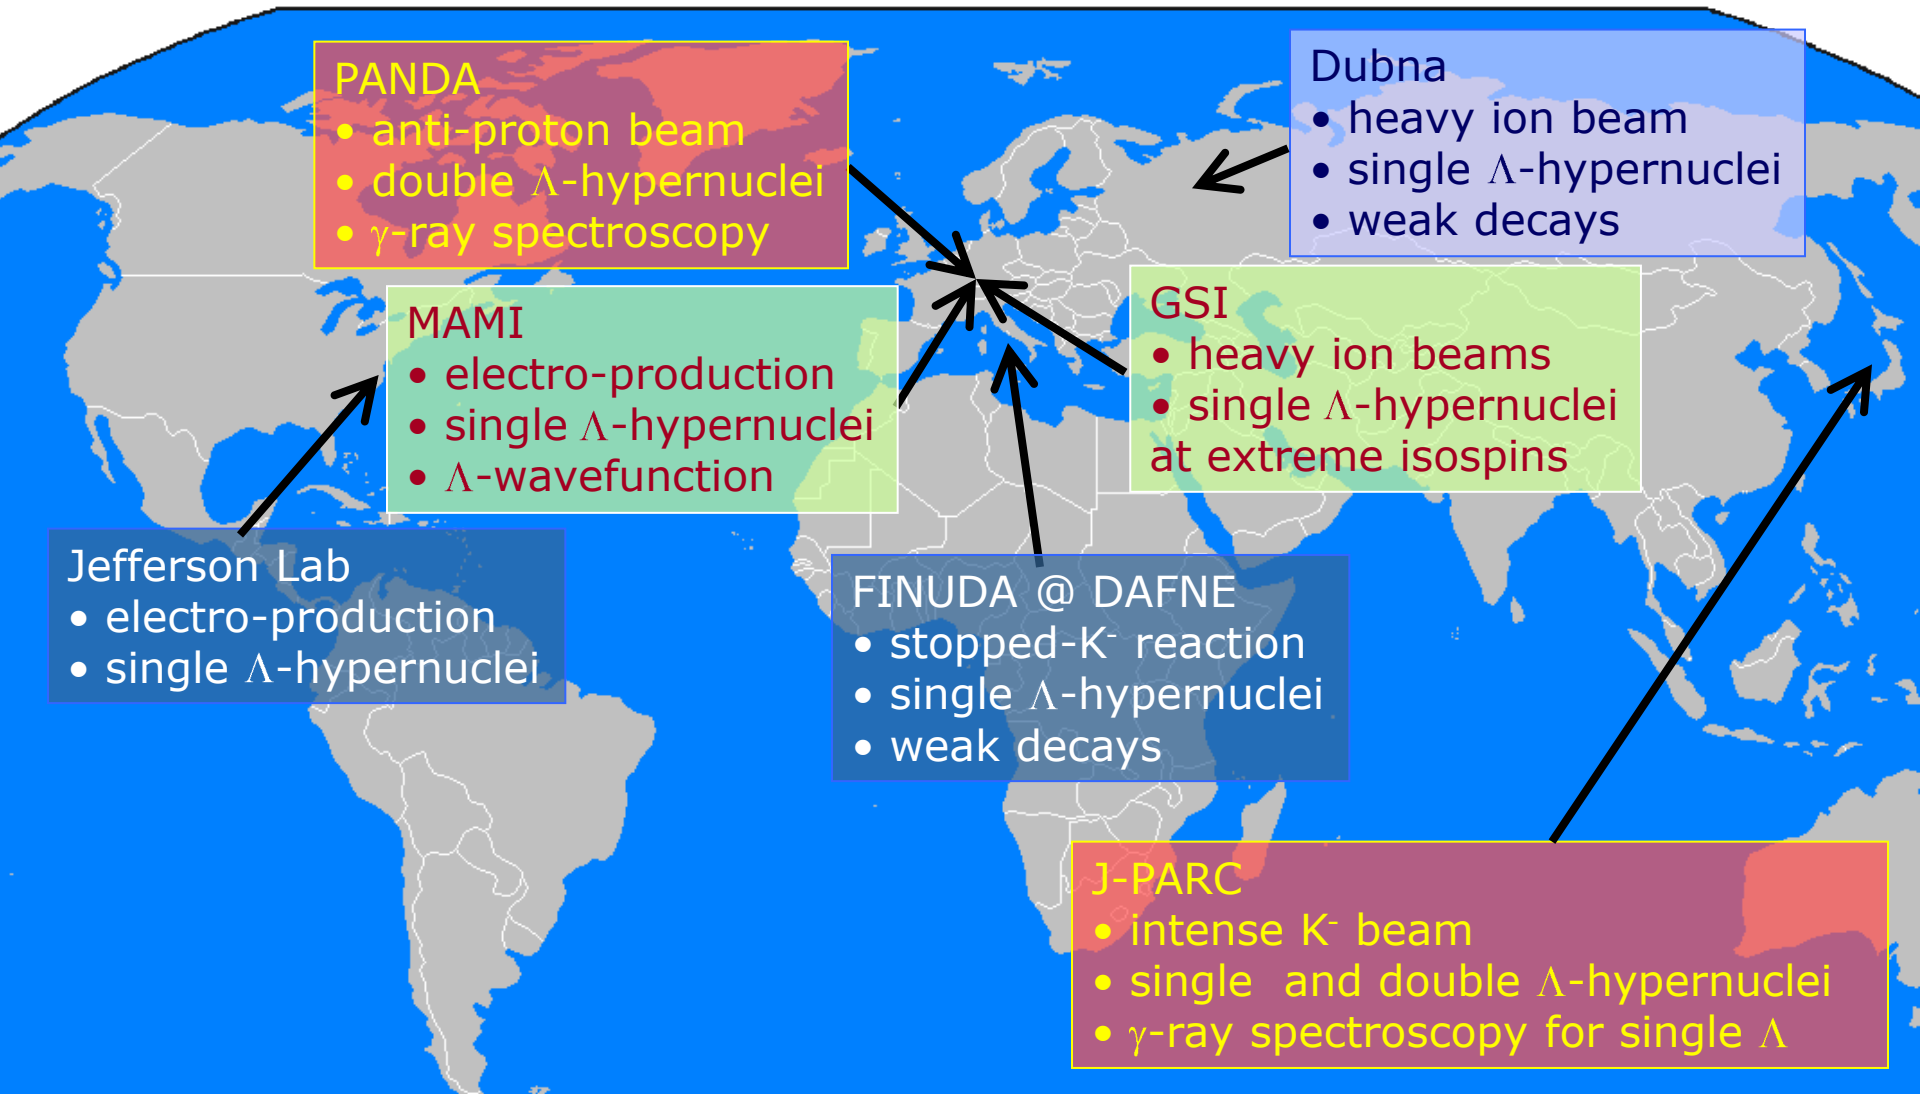 PANDA
• anti-proton beam
• double Λ-hypernuclei
• γ-ray spectroscopy
Dubna
• heavy ion beam
• single Λ-hypernuclei
• weak decays
MAMI
• electro-production
• single Λ-hypernuclei
• Λ-wavefunction
GSI
• heavy ion beams
• single Λ-hypernuclei
at extreme isospins
Jefferson Lab
• electro-production
• single Λ-hypernuclei
FINUDA @ DAFNE
• stopped-K⁻ reaction
• single Λ-hypernuclei
• weak decays
J-PARC
• intense K⁻ beam
• single  and double Λ-hypernuclei
• γ-ray spectroscopy for single Λ